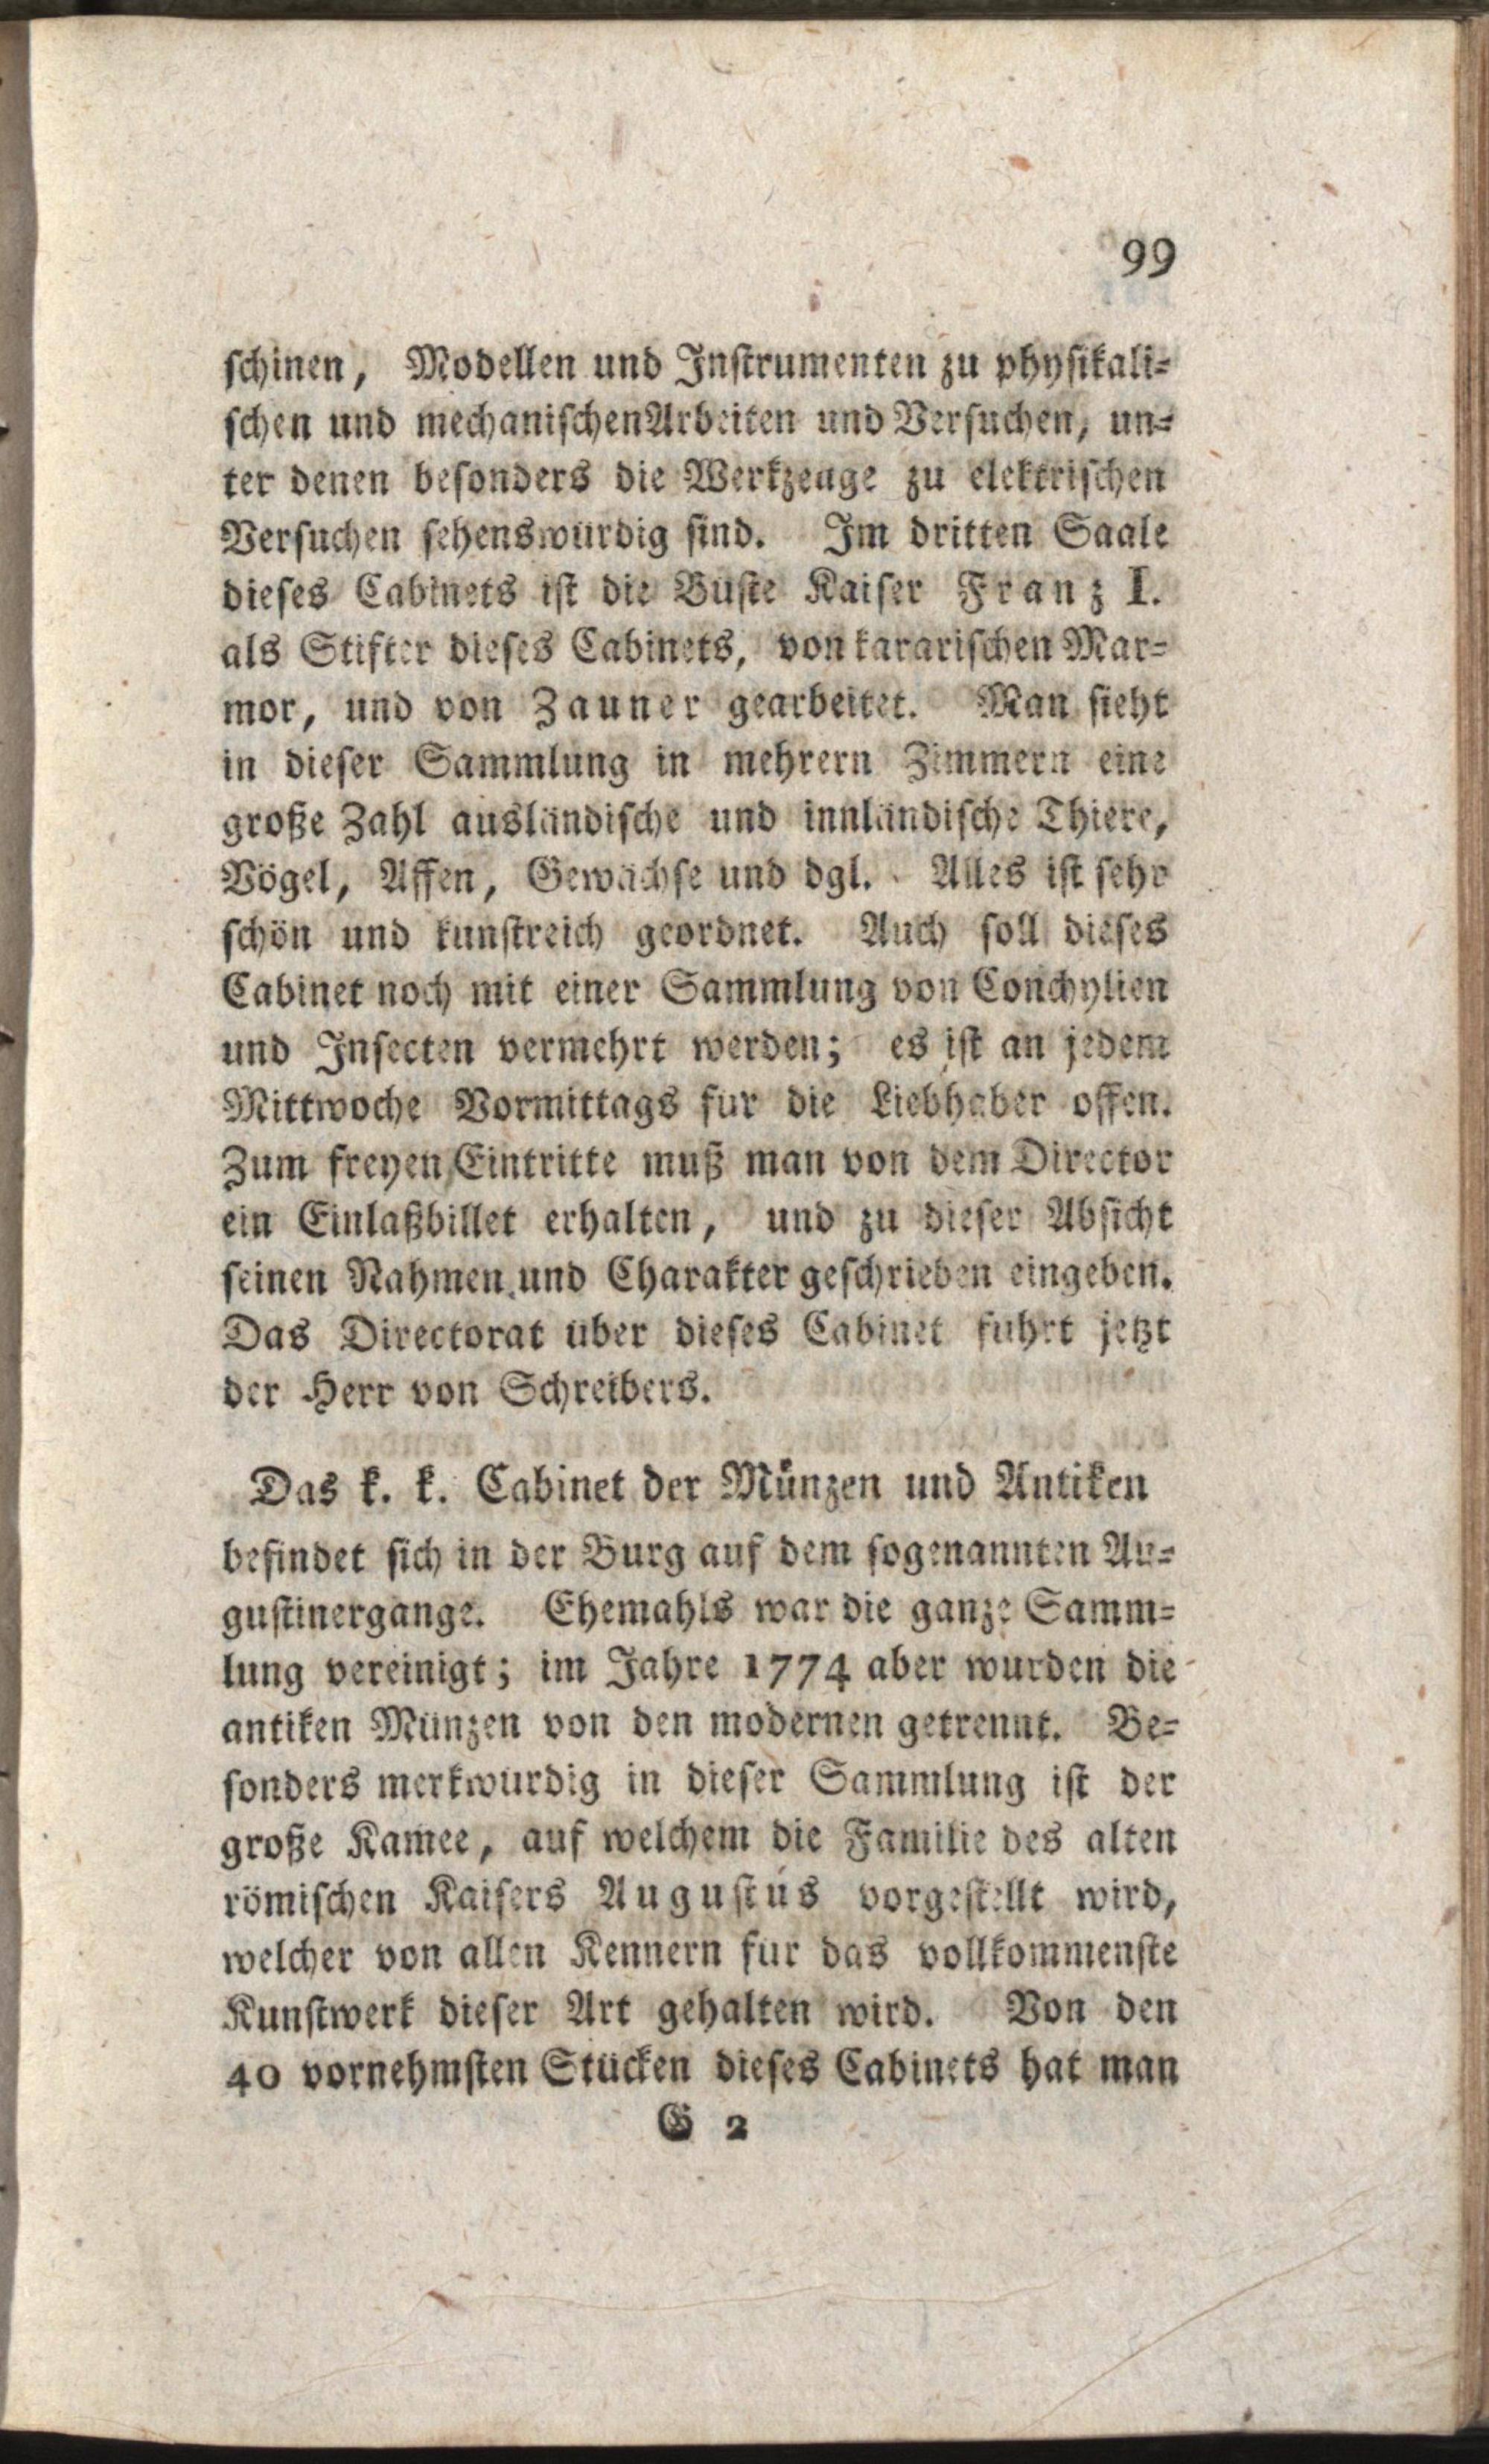 99
schinen, Modellen und Instrumenten zu physikali-
schen und mechanischen Arbeiten und Versuchen, un-
ter denen besonders die Werkzeuge zu elektrischen
Versuchen sehenswürdig sind. Im dritten Saale
dieses Cabinets ist die Büste Kaiser Franz I.
als Stifter dieses Cabinets, von kararischen Mar-
mor, und von Zauner gearbeitet. Man sieht
in dieser Sammlung in mehrern Zimmern eine
große Zahl ausländische und innländische Thiere,
Vögel, Affen, Gewächse und dgl. Alles ist sehr
schön und kunstreich geordnet. Auch soll dieses
Cabinet noch mit einer Sammlung von Conchylien
und Insecten vermehrt werden; es ist an jedem
Mittwoche Vormittags für die Liebhaber offen.
Zum freyen Eintritte muß man von dem Director
ein Einlaßbillet erhalten, und zu dieser Absicht
seinen Nahmen und Charakter geschrieben eingeben.
Das Directorat über dieses Cabinet führt jetzt
der Herr von Schreibers.
Das k. k. Cabinet der Münzen und Antiken
befindet sich in der Burg auf dem sogenannten Au-
gustinergange. Ehemahls war die ganze Samm-
lung vereinigt; im Jahre 1774 aber wurden die
antiken Münzen von den modernen getrennt. Be-
sonders merkwürdig in dieser Sammlung ist der
große Kamee, auf welchem die Familie des alten
römischen Kaisers Augustus vorgestellt wird,
welcher von allen Kennern für das vollkommenste
Kunstwerk dieser Art gehalten wird. Von den
40 vornehmsten Stücken dieses Cabinets hat man
G 2